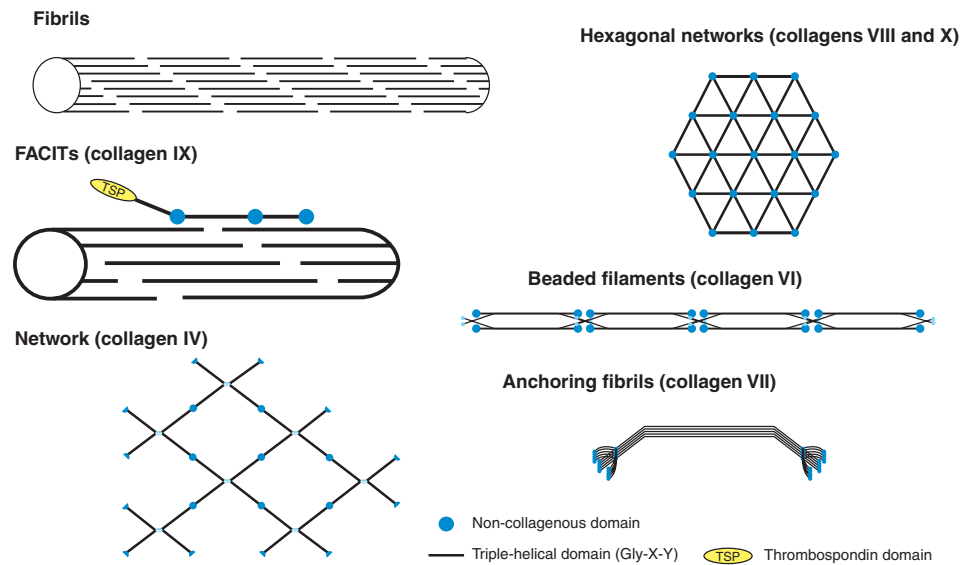 Fibrils
Hexagonal networks (collagens VIII and X)
FACITs (collagen IX)
TSP
Beaded filaments (collagen VI)
Network (collagen IV)
Anchoring fibrils (collagen VII)
Non-collagenous domain
Triple-helical domain (Gly-X-Y)
TSP Thrombospondin domain